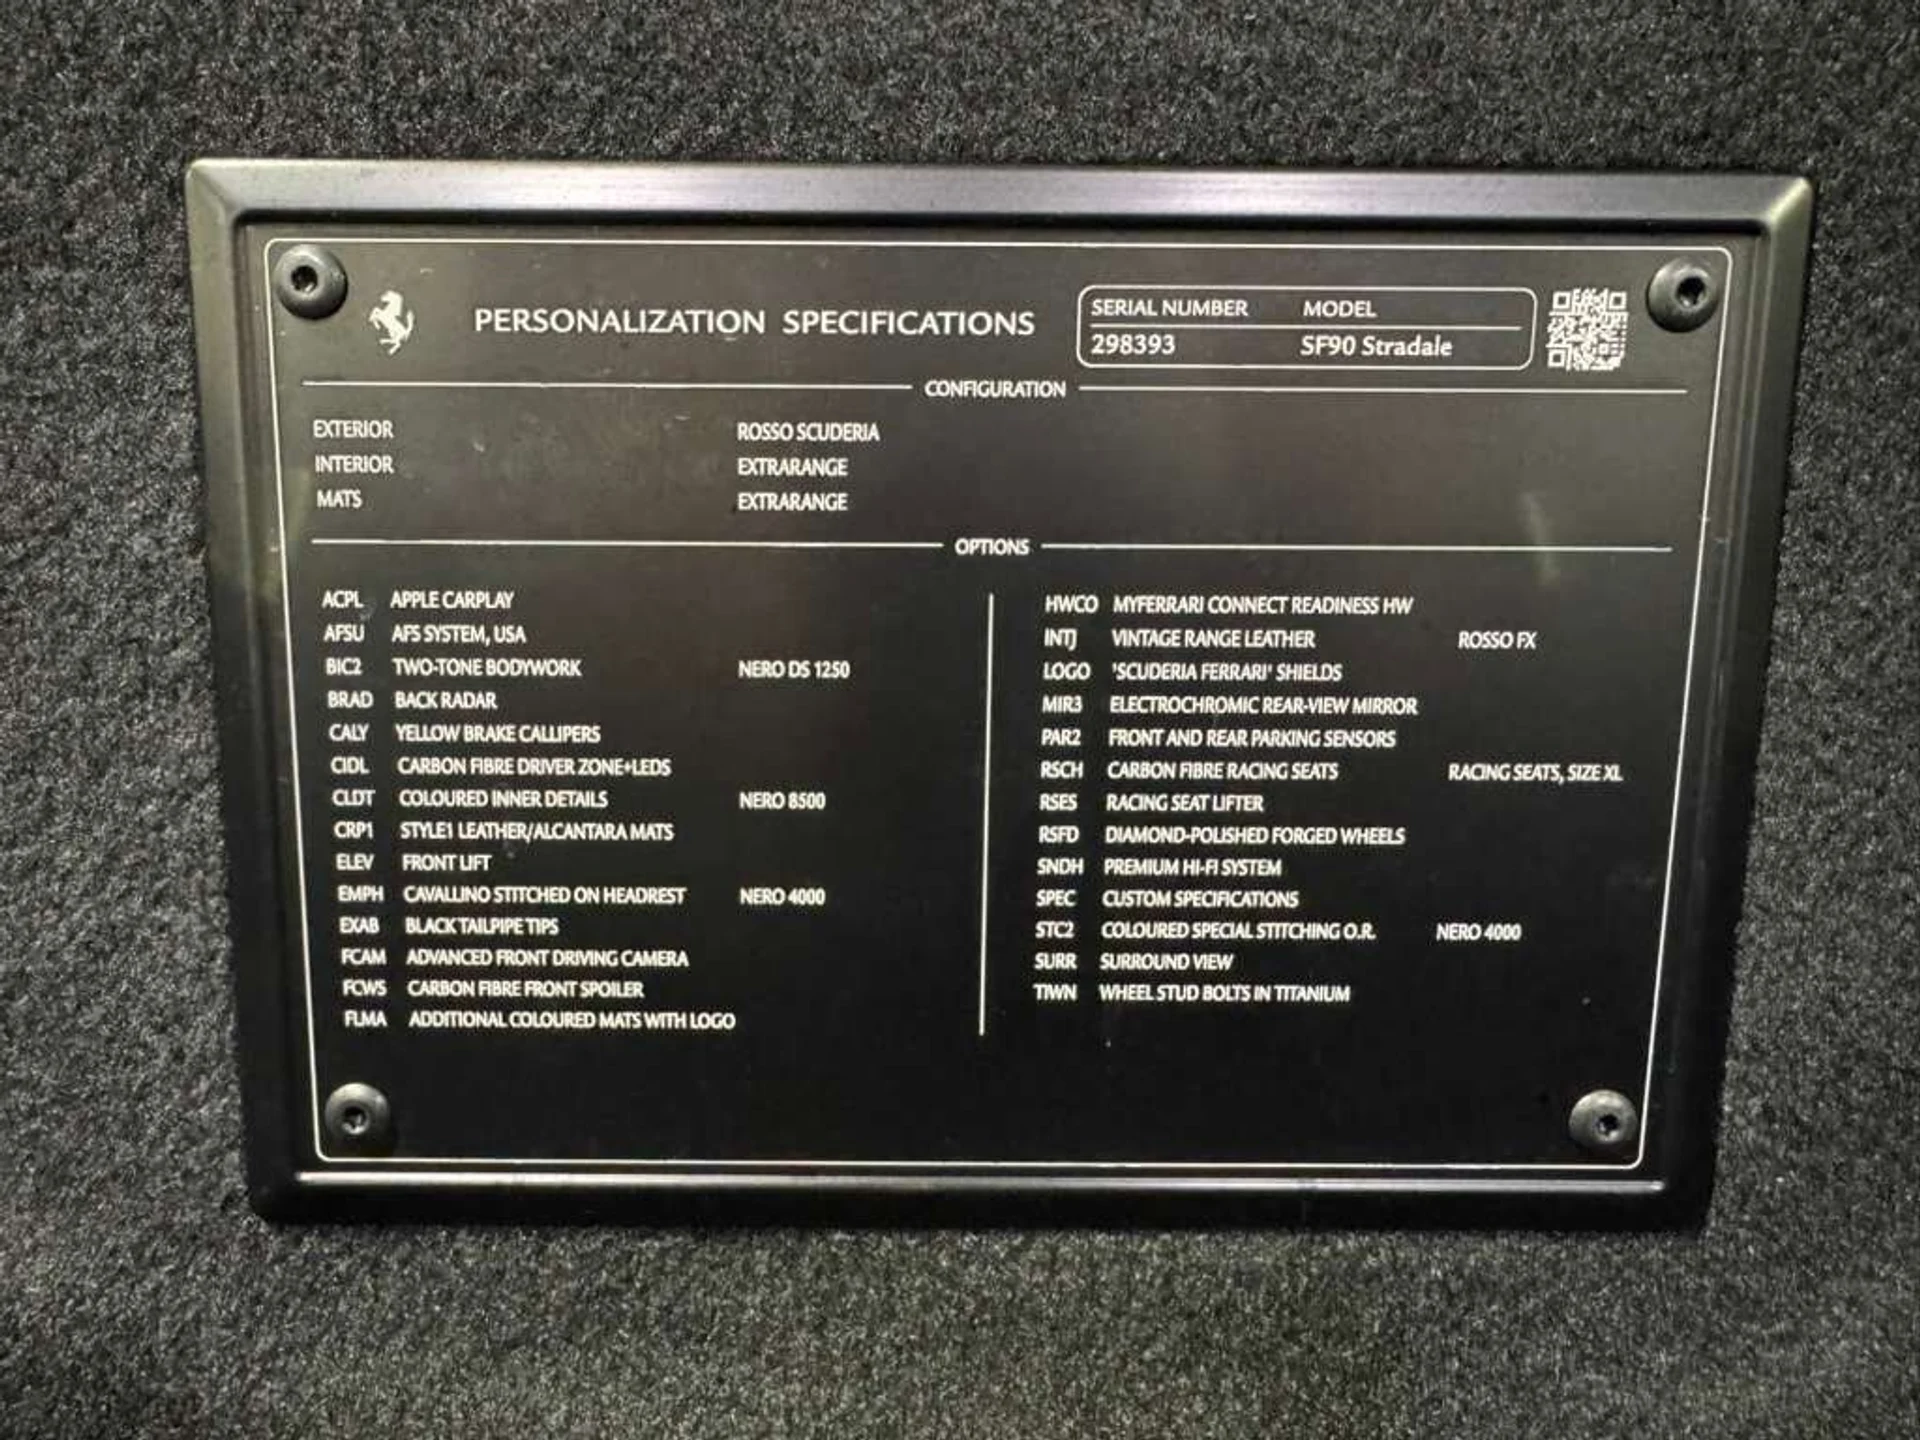 PERSONALIZATION SPECIFICATIONS
SERIAL NUMBER MODEL
298393 SF90 Stradale
CONFIGURATION
EXTERIOR ROSSO SCUDERIA
INTERIOR EXTRARANGE
MATS EXTRARANGE
OPTIONS
ACPL APPLE CARPLAY
AFSU AFS SYSTEM, USA
BIC2 TWO-TONE BODYWORK NERO DS 1250
BRAD BACK RADAR
CALY YELLOW BRAKE CALLIPERS
CIDL CARBON FIBRE DRIVER ZONE+LEDS
CLDT COLOURED INNER DETAILS NERO 8500
CRP1 STYLE1 LEATHER/ALCANTARA MATS
ELEV FRONT LIFT
EMPH CAVALLINO STITCHED ON HEADREST NERO 4000
EXAB BLACK TAILPIPE TIPS
FCAM ADVANCED FRONT DRIVING CAMERA
FCWS CARBON FIBRE FRONT SPOILER
FLMA ADDITIONAL COLOURED MATS WITH LOGO
HWCO MYFERRARI CONNECT READINESS HW
INTJ VINTAGE RANGE LEATHER ROSSO FX
LOGO 'SCUDERIA FERRARI' SHIELDS
MIR3 ELECTROCHROMIC REAR-VIEW MIRROR
PAR2 FRONT AND REAR PARKING SENSORS
RSCH CARBON FIBRE RACING SEATS RACING SEATS, SIZE XL
RSES RACING SEAT LIFTER
RSFD DIAMOND-POLISHED FORGED WHEELS
SNDH PREMIUM HI-FI SYSTEM
SPEC CUSTOM SPECIFICATIONS
STC2 COLOURED SPECIAL STITCHING O.R. NERO 4000
SURR SURROUND VIEW
TIWN WHEEL STUD BOLTS IN TITANIUM